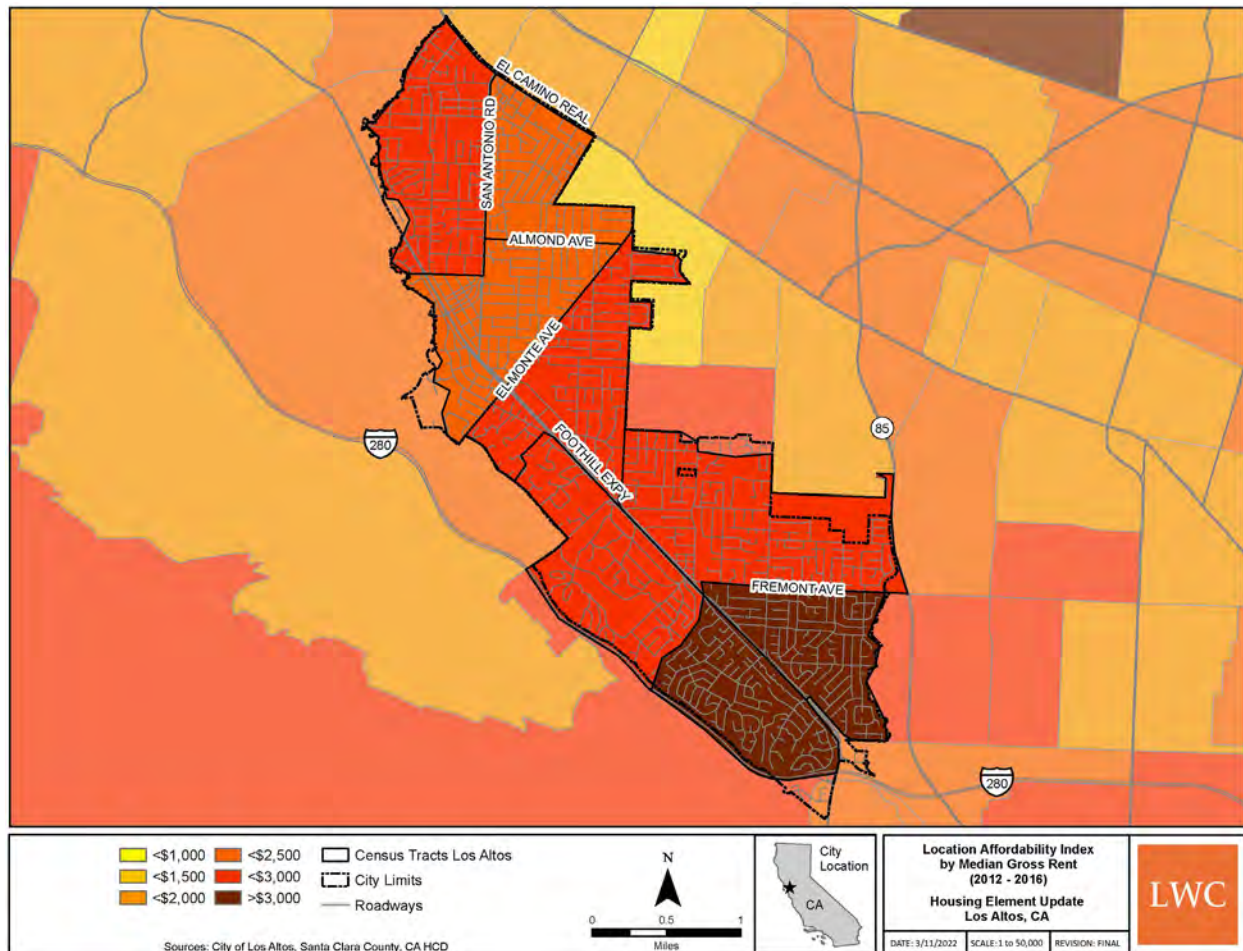 EL CAMINO REAL
SAN ANTONIO RD
ALMOND AVE
EL MONTE AVE
280
FOOTHILL EXPY
85
FREMONT AVE
280
<$1,000
<$1,500
<$2,000
<$2,500
<$3,000
>$3,000
Census Tracts Los Altos
City Limits
Roadways
Sources: City of Los Altos, Santa Clara County, CA HCD
N
0 0.5 1
Miles
City
Location
CA
Location Affordability Index
by Median Gross Rent
(2012 - 2016)
Housing Element Update
Los Altos, CA
DATE: 3/11/2022
SCALE:1 to 50,000
REVISION: FINAL
LWC